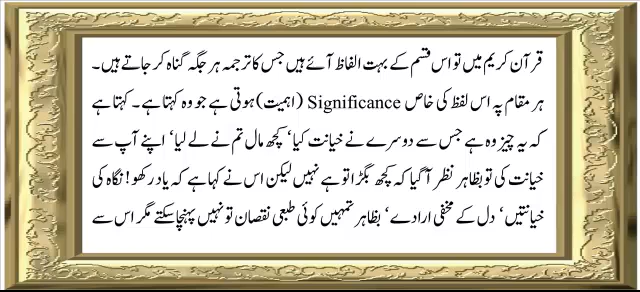 قرآن کریم میں تو اس قسم کے بہت الفاظ آئے ہیں جس کا ترجمہ ہر جگہ گناہ کر جاتے ہیں۔
ہر مقام پہ اس لفظ کی خاص Significance (اہمیت) ہوتی ہے جو وہ کہتا ہے۔ کہتا ہے
کہ یہ چیز وہ ہے جس سے دوسرے نے خیانت کیا‘ کچھ مال تم نے لے لیا‘ اپنے آپ سے
خیانت کی تو بظاہر نظر آ گیا کہ کچھ بگڑا تو ہے نہیں لیکن اس نے کہا ہے کہ یاد رکھو! نگاہ کی
خیانتیں‘ دل کے مخفی ارادے‘ بظاہر تمہیں کوئی طبعی نقصان تو نہیں پہنچا سکتے مگر اس سے